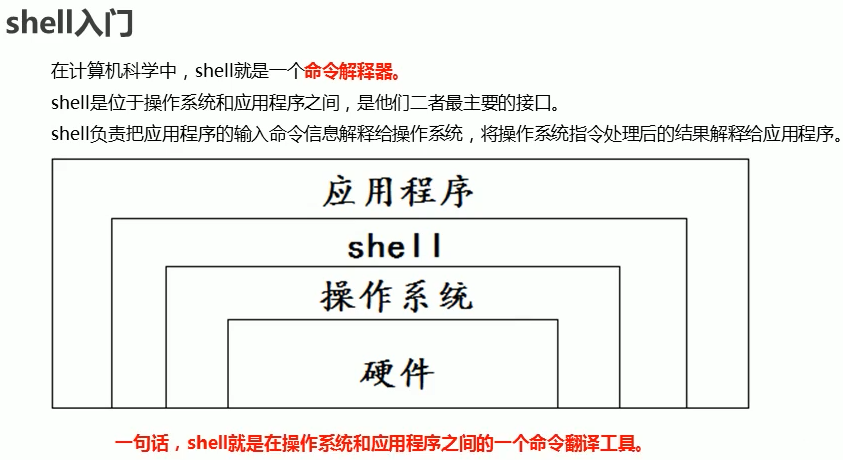 shell入门
在计算机科学中，shell就是一个命令解释器。
shell是位于操作系统和应用程序之间，是他们二者最主要的接口。
shell负责把应用程序的输入命令信息解释给操作系统，将操作系统指令处理后的结果解释给应用程序。
应用程序
shell
操作系统
硬件
一句话，shell就是在操作系统和应用程序之间的一个命令翻译工具。